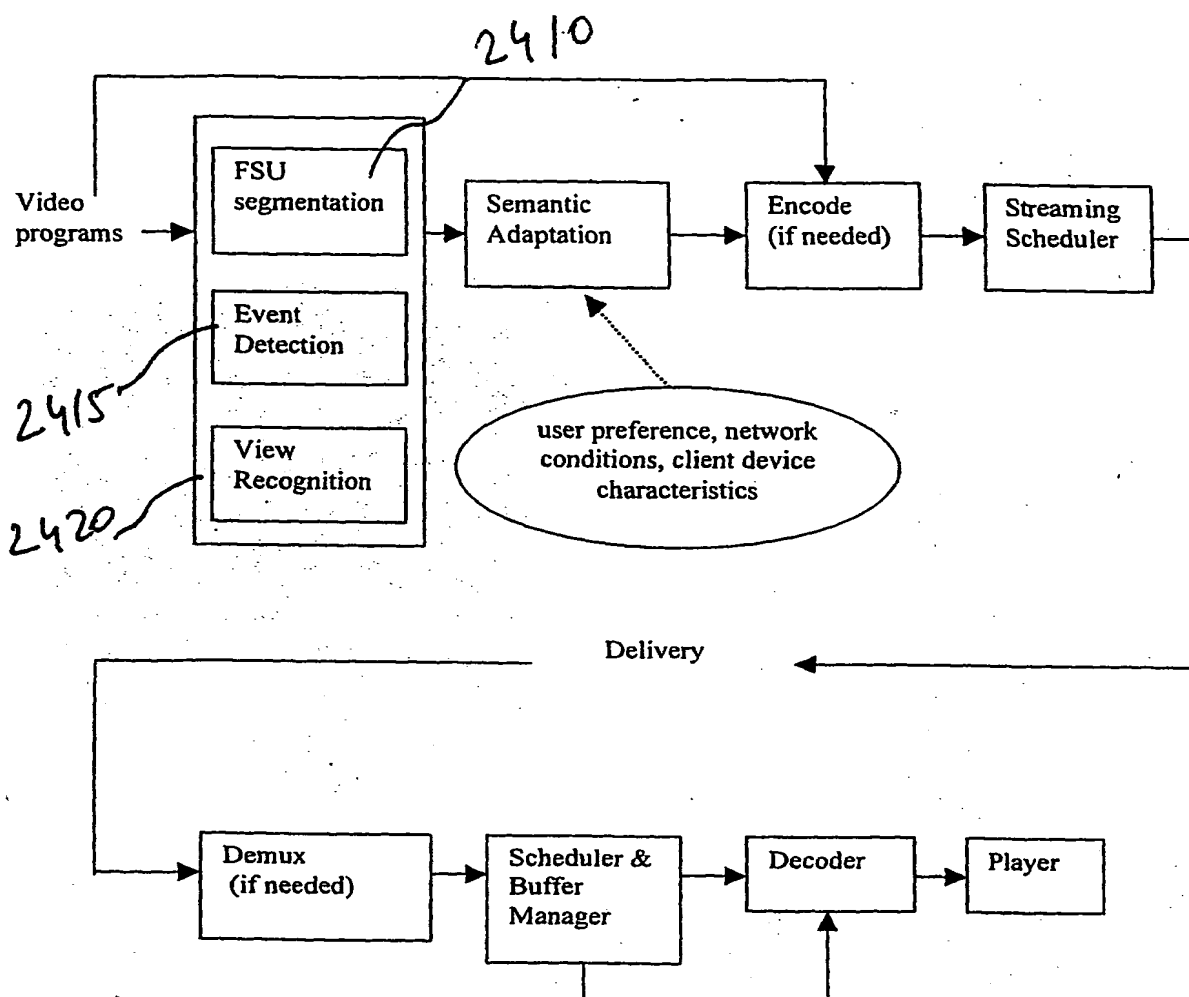 2410
FSU
segmentation
Video
programs
Semantic
Adaptation
Encode
(if needed)
Streaming
Scheduler
Event
Detection
2415
View
Recognition
2420
user preference, network
conditions, client device
characteristics
Delivery
Demux
(if needed)
Scheduler &
Buffer
Manager
Decoder
Player